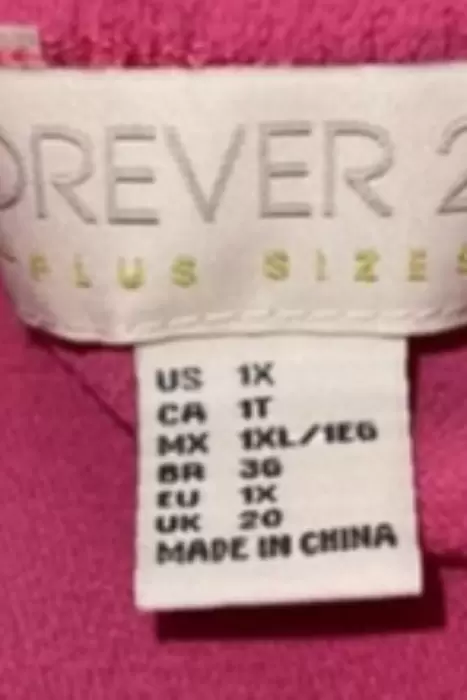 OREVER 2
PLUS SIZES
US 1X
CA 1T
MX 1XL/1EG
BR 3G
EU 1X
UK 20
MADE IN CHINA